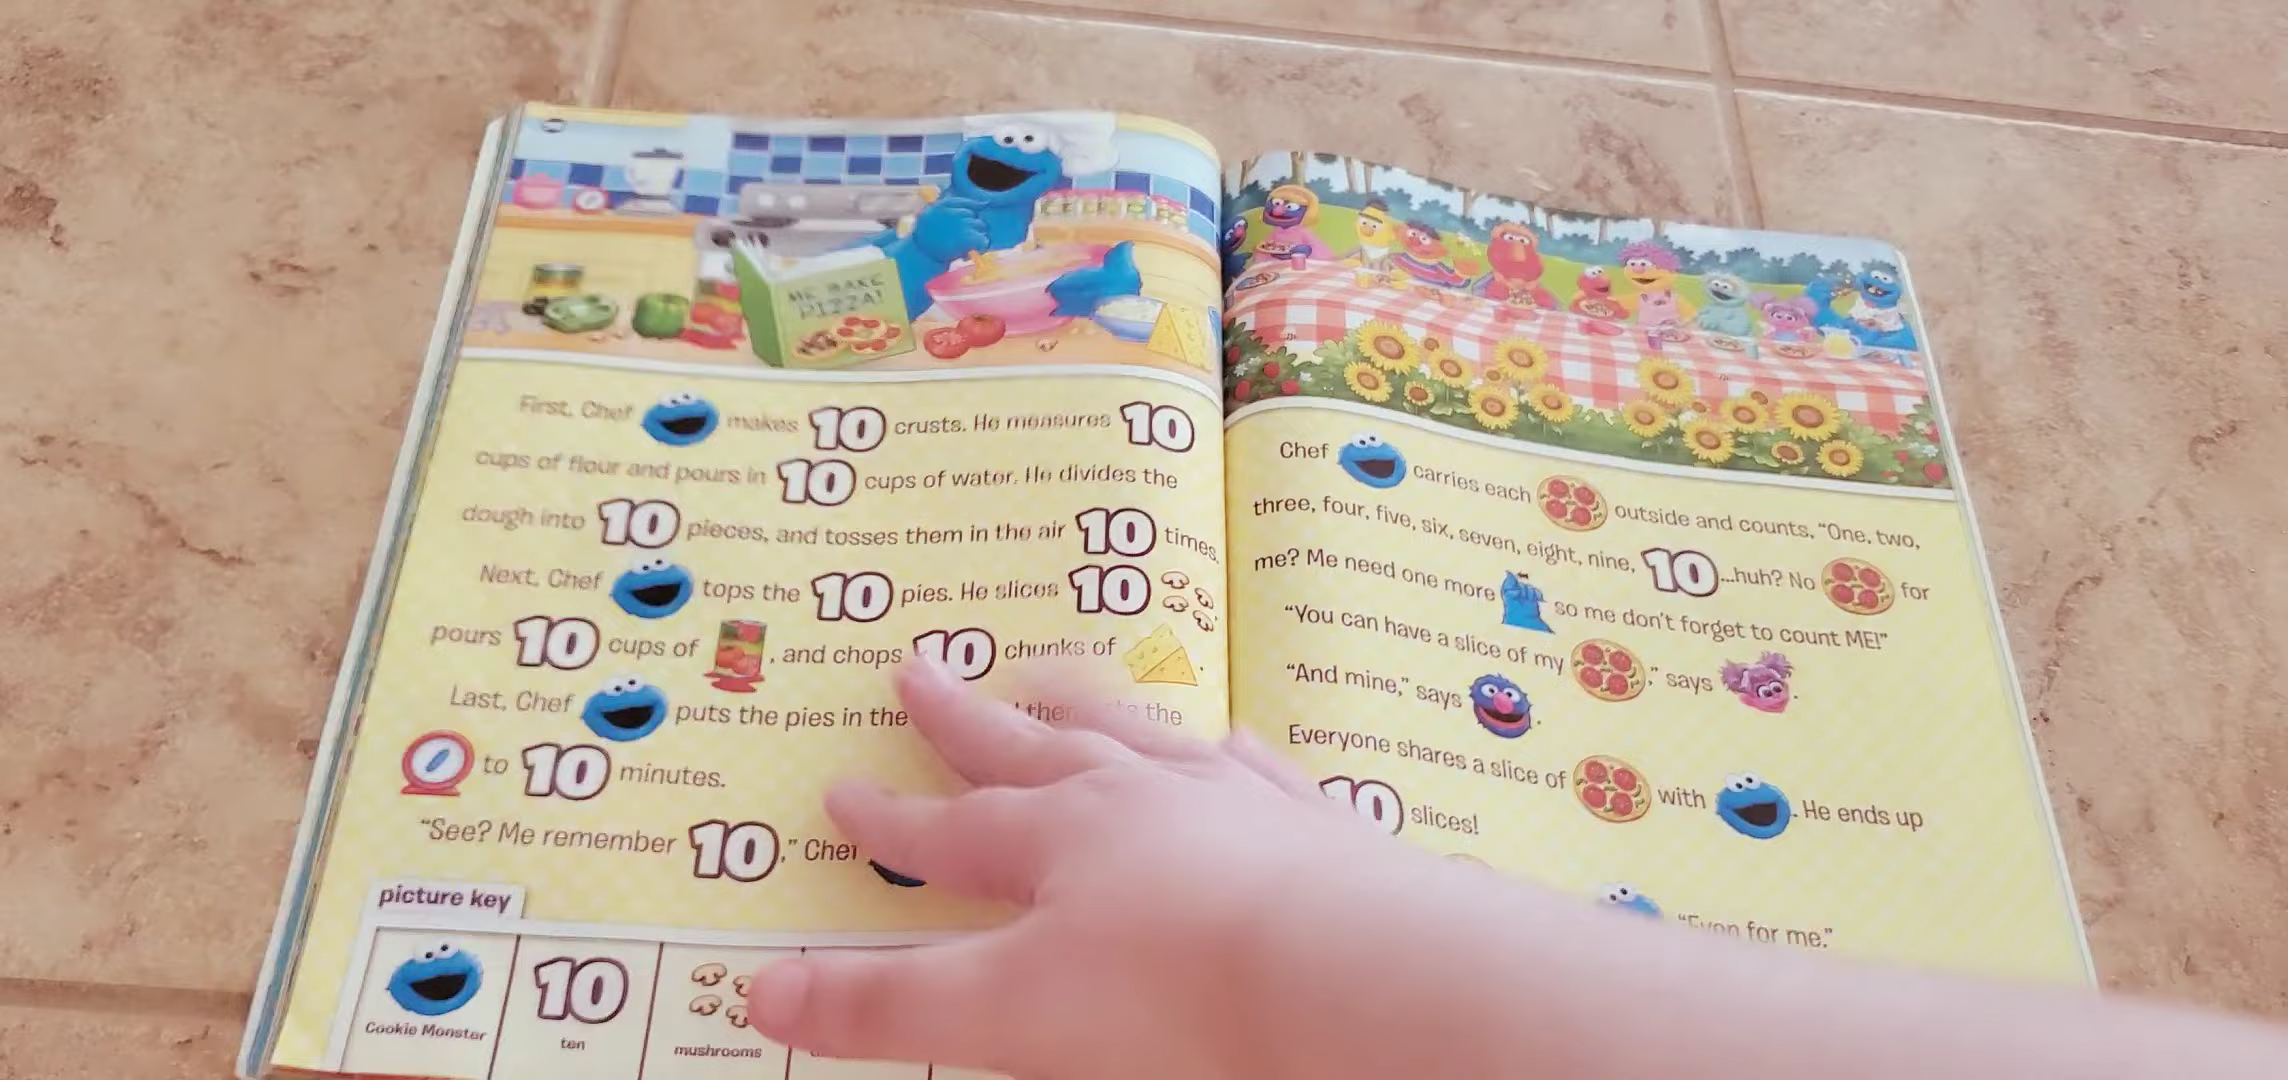 ME BAKE
PIZZA!
First, Chef makes 10 crusts. He measures 10
cups of flour and pours in 10 cups of water. He divides the
dough into 10 pieces, and tosses them in the air 10 times.
Next, Chef tops the 10 pies. He slices 10
pours 10 cups of , and chops 10 chunks of .
Last, Chef puts the pies in the the
to 10 minutes.
“See? Me remember 10,” Chef
picture key
Cookie Monster
10
ten
mushrooms
Chef carries each outside and counts, “One, two,
three, four, five, six, seven, eight, nine, 10...huh? No for
me? Me need one more so me don’t forget to count ME!”
“You can have a slice of my ,” says .
“And mine,” says .
Everyone shares a slice of with . He ends up
10 slices!
“Even for me.”